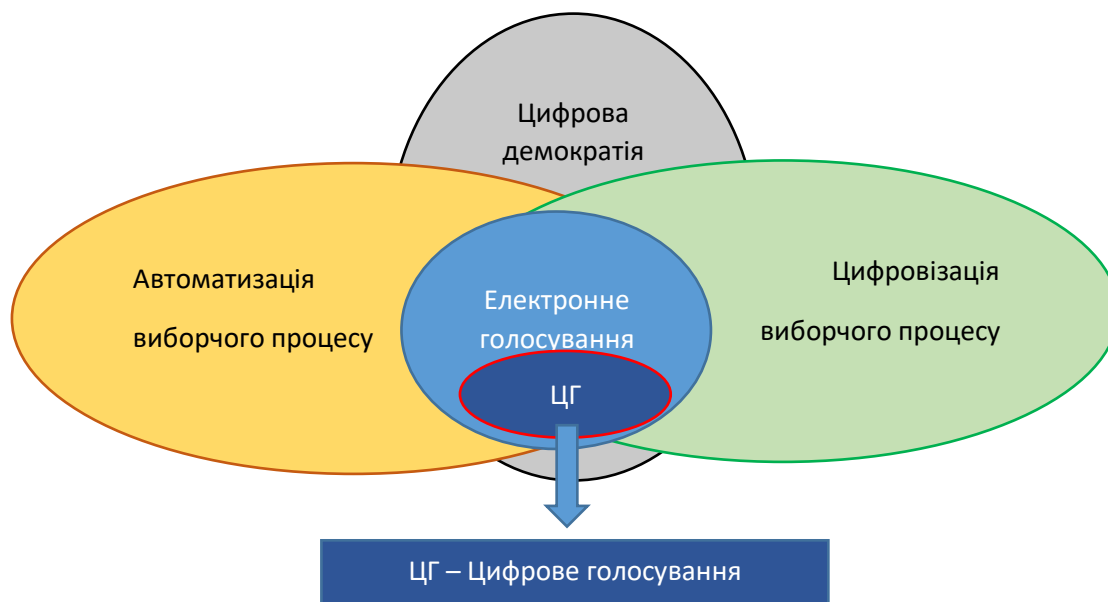 Цифрова
демократія
Автоматизація
виборчого процесу
Електронне
голосування
Цифровізація
виборчого процесу
ЦГ
ЦГ – Цифрове голосування